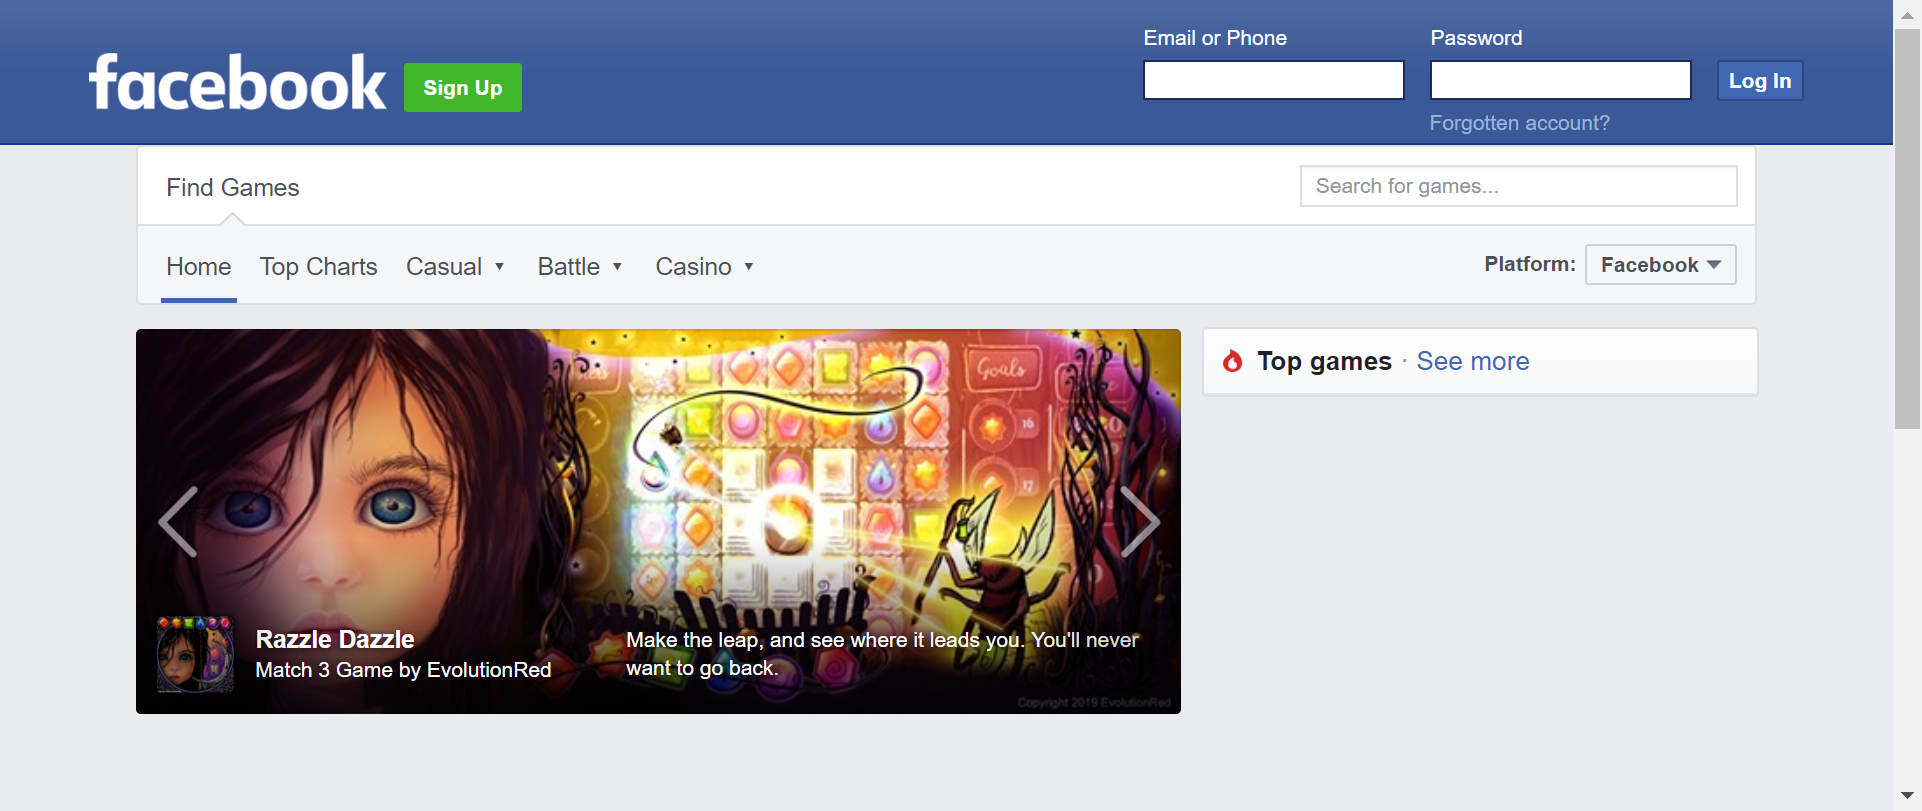 facebook
Sign Up
Email or Phone
Password
Log In
Forgotten account?
Find Games
Search for games...
Home
Top Charts
Casual
Battle
Casino
Platform:
Facebook
Goals
16
17
Razzle Dazzle
Match 3 Game by EvolutionRed
Make the leap, and see where it leads you. You'll never
want to go back.
Copyright 2019 EvolutionRed
Top games · See more